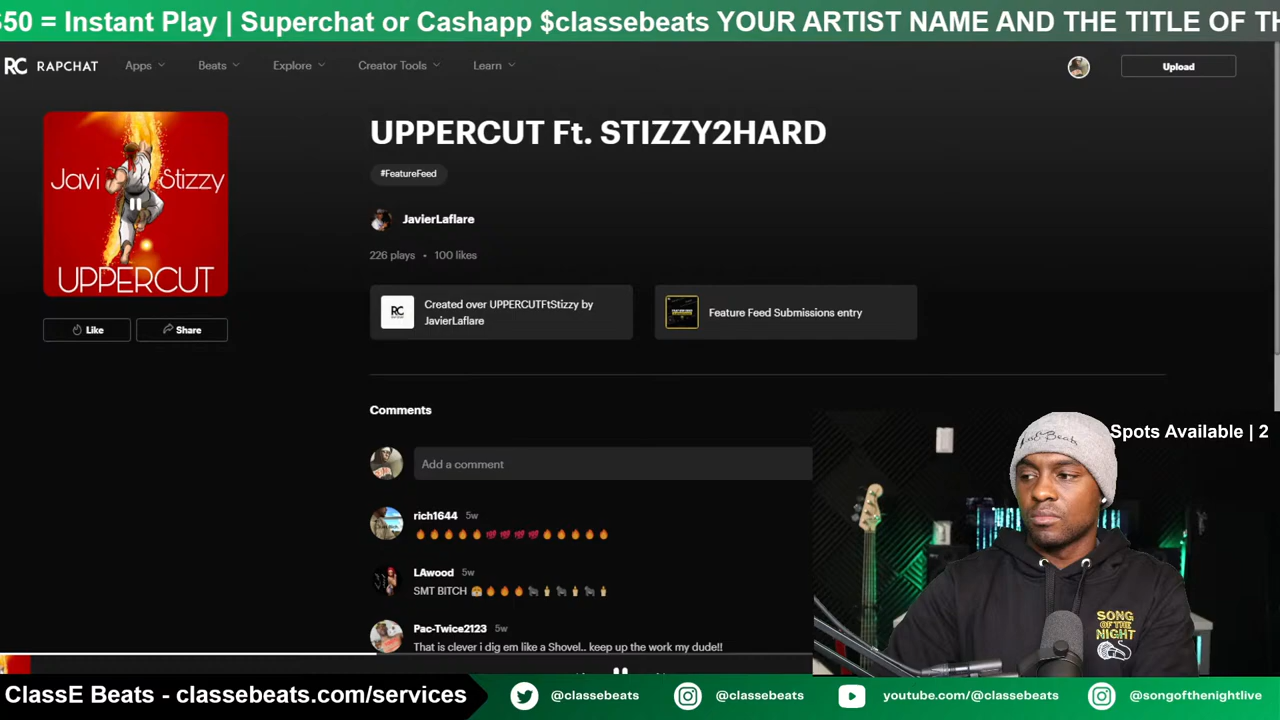 50 = Instant Play | Superchat or Cashapp $classebeats YOUR ARTIST NAME AND THE TITLE OF
RC RAPCHAT
Apps
Beats
Explore
Creator Tools
Learn
Upload
UPPERCUT Ft. STIZZY2HARD
Javi Stizzy
UPPERCUT
#FeatureFeed
JavierLaflare
226 plays • 100 likes
RC
Created over UPPERCUTFtStizzy by
JavierLaflare
Feature Feed Submissions entry
Like
Share
Comments
Spots Available | 2
Add a comment
rich1644 5w
LAwood 5w
SMT BITCH
Pac-Twice2123 5w
That is clever i dig em like a Shovel.. keep up the work my dude!!
SONG
OF THE
NIGHT
ClassE Beats - classebeats.com/services
@classebeats
@classebeats
youtube.com/@classebeats
@songofthenightlive